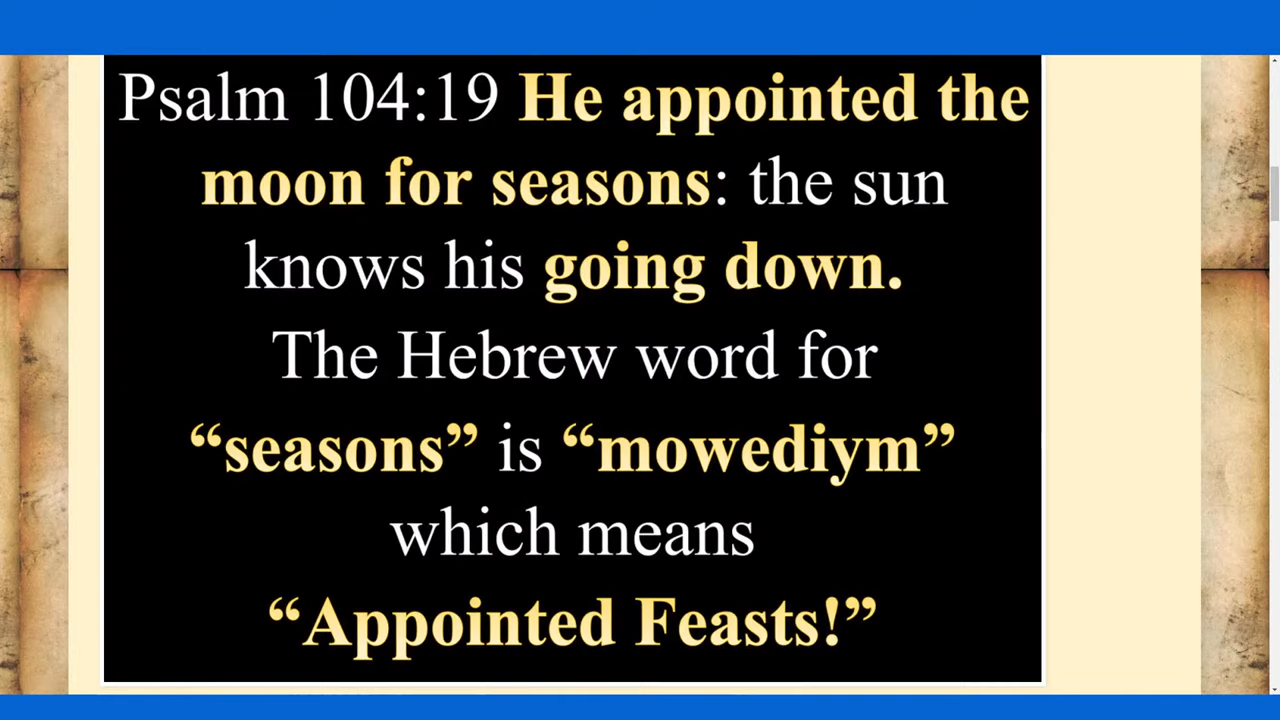 Psalm 104:19 He appointed the
moon for seasons: the sun
knows his going down.
The Hebrew word for
“seasons” is “mowediym”
which means
“Appointed Feasts!”